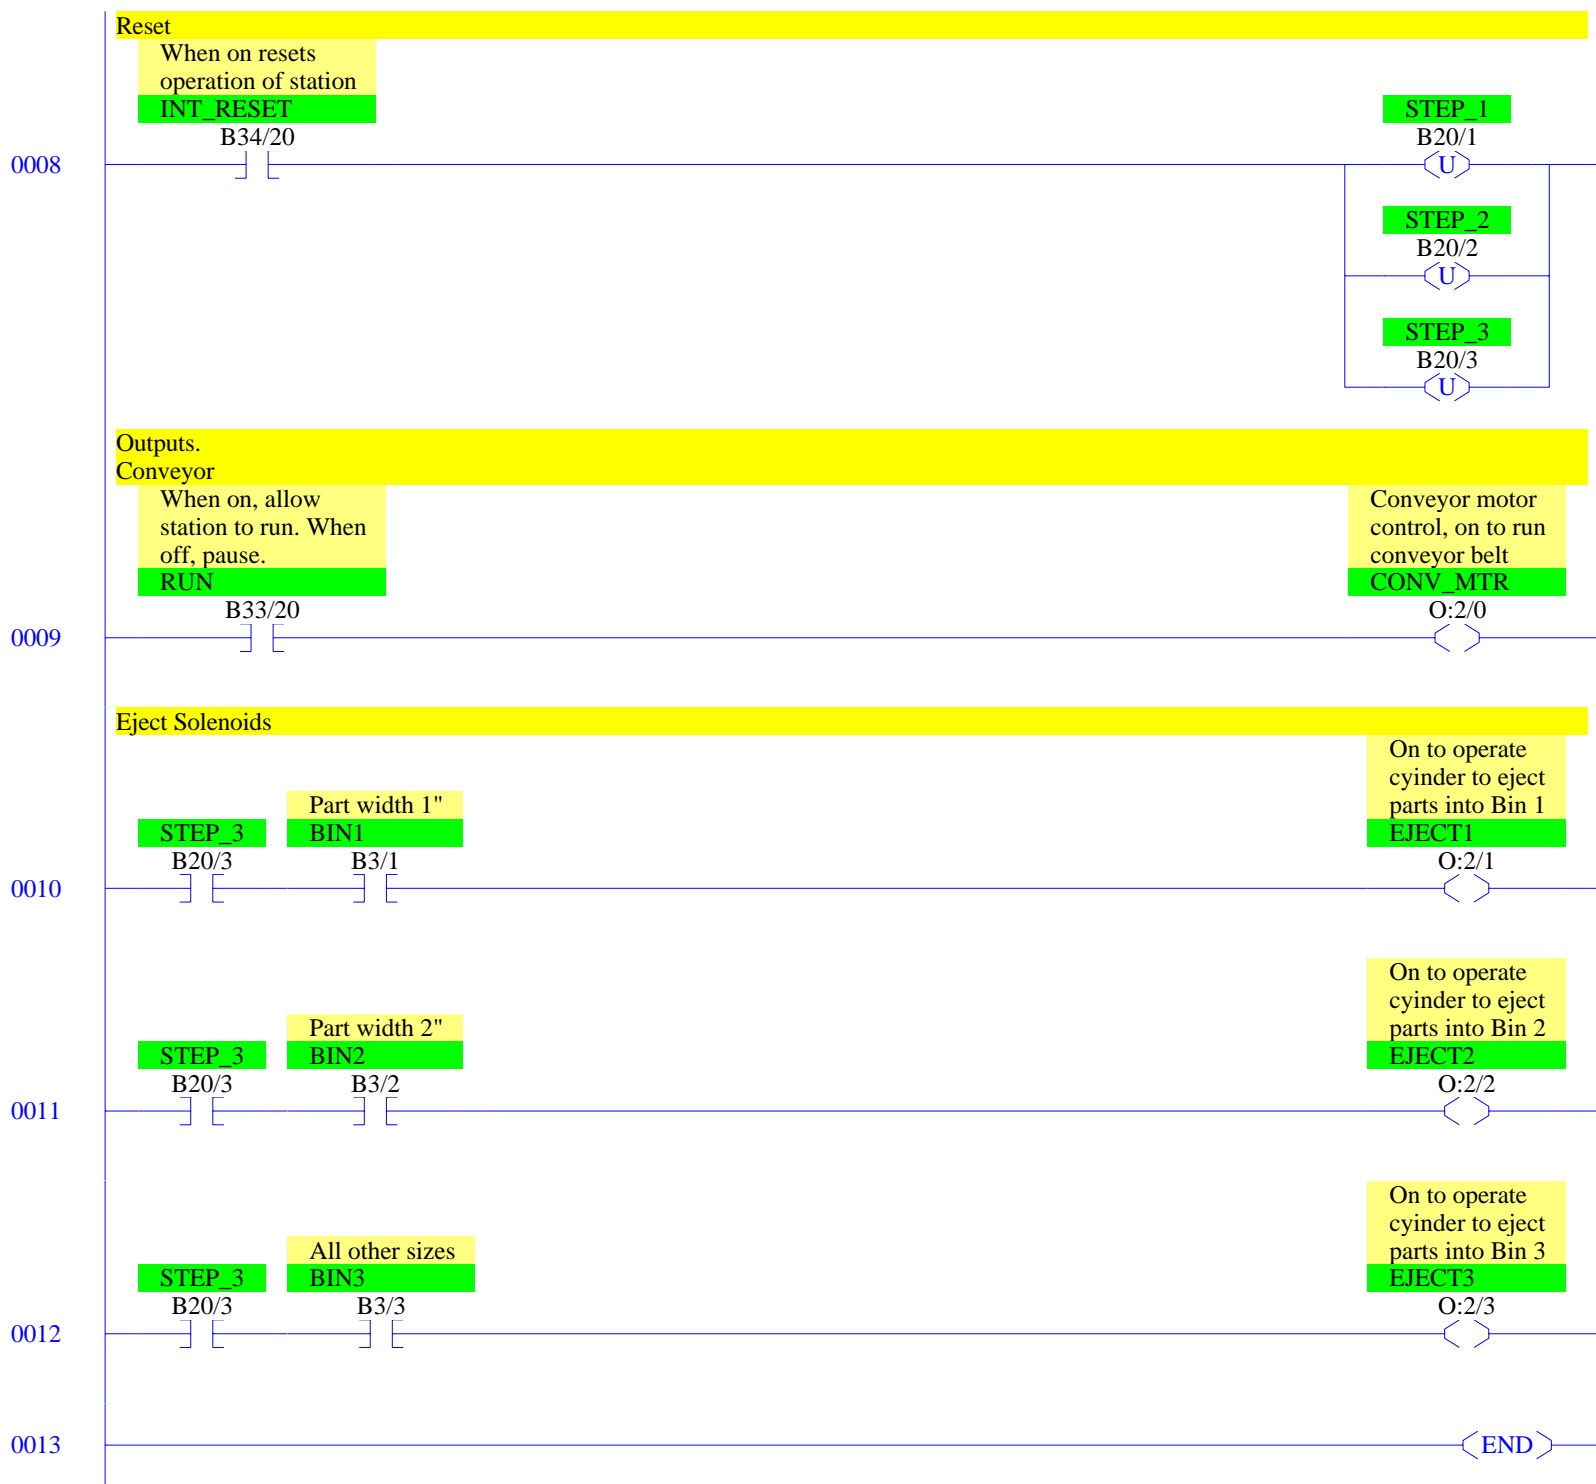 Reset
When on resets
operation of station
INT_RESET
B34/20
STEP_1
B20/1
0008
U
STEP_2
B20/2
U
STEP_3
B20/3
U
Outputs.
Conveyor
When on, allow
station to run. When
off, pause.
RUN
B33/20
Conveyor motor
control, on to run
conveyor belt
CONV_MTR
O:2/0
0009
Eject Solenoids
STEP_3
B20/3
Part width 1"
BIN1
B3/1
On to operate
cyinder to eject
parts into Bin 1
EJECT1
O:2/1
0010
STEP_3
B20/3
Part width 2"
BIN2
B3/2
On to operate
cyinder to eject
parts into Bin 2
EJECT2
O:2/2
0011
STEP_3
B20/3
All other sizes
BIN3
B3/3
On to operate
cyinder to eject
parts into Bin 3
EJECT3
O:2/3
0012
0013
END